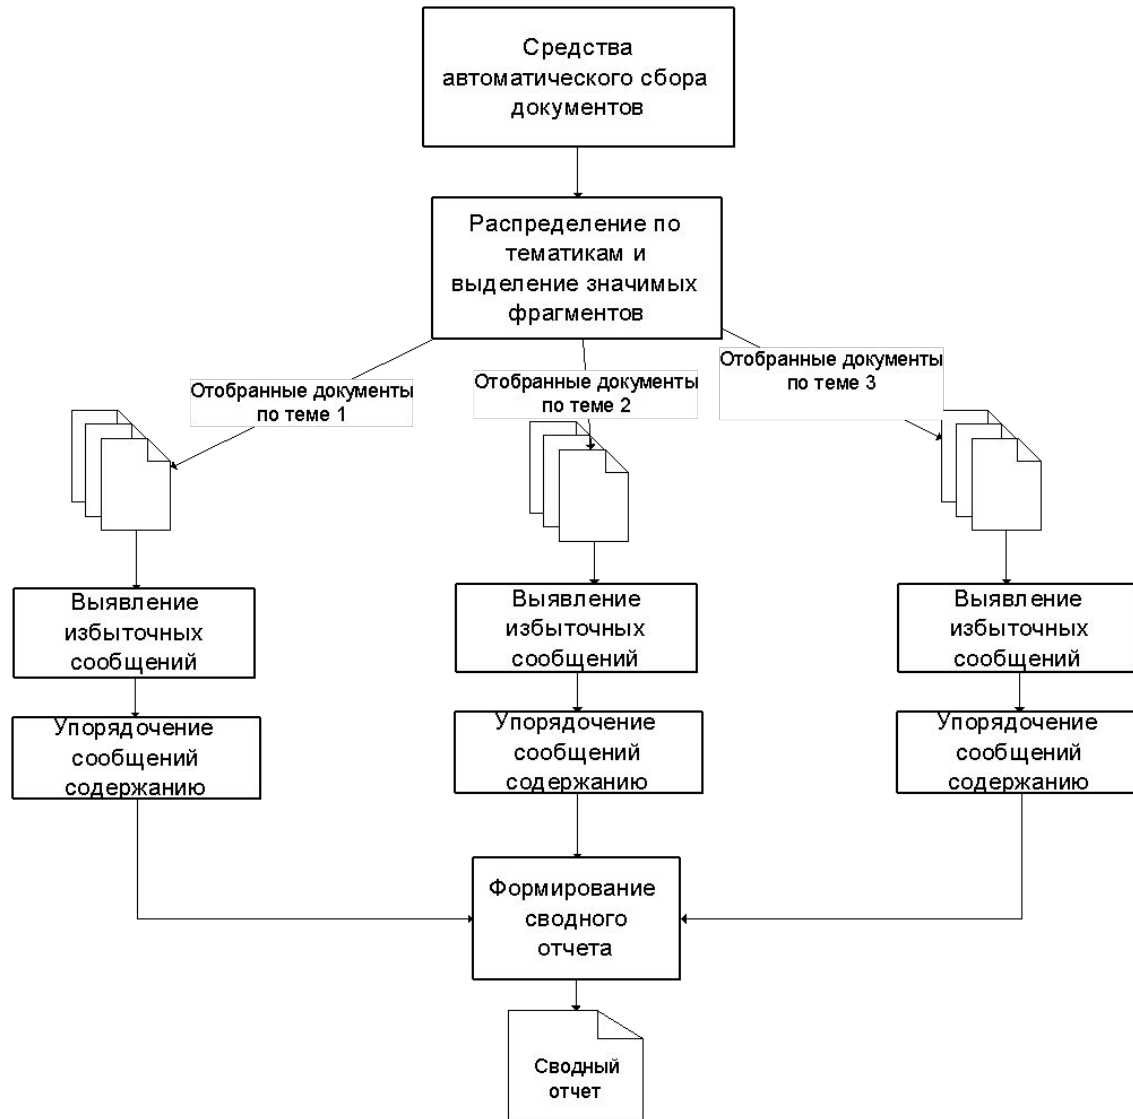 Средства
автоматического сбора
документов
Распределение по
тематикам и
выделение значимых
фрагментов
Отобранные документы
по теме 1
Отобранные документы
по теме 2
Отобранные документы
по теме 3
Выявление
избыточных
сообщений
Выявление
избыточных
сообщений
Выявление
избыточных
сообщений
Упорядочение
сообщений
содержанию
Упорядочение
сообщений
содержанию
Упорядочение
сообщений
содержанию
Формирование
сводного
отчета
Сводный
отчет